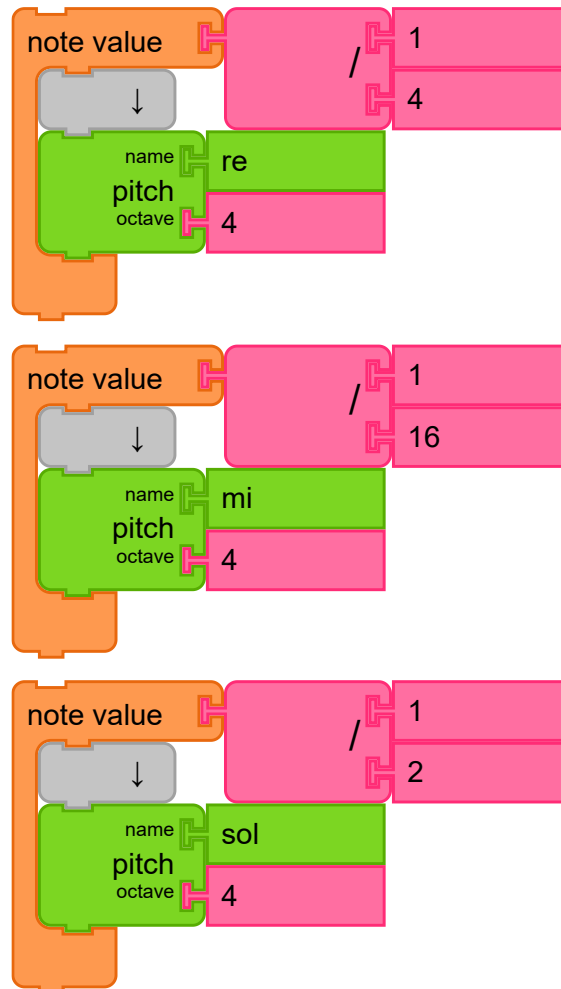 note value / 1
4
↓
name re
pitch
octave 4
note value / 1
16
↓
name mi
pitch
octave 4
note value / 1
2
↓
name sol
pitch
octave 4